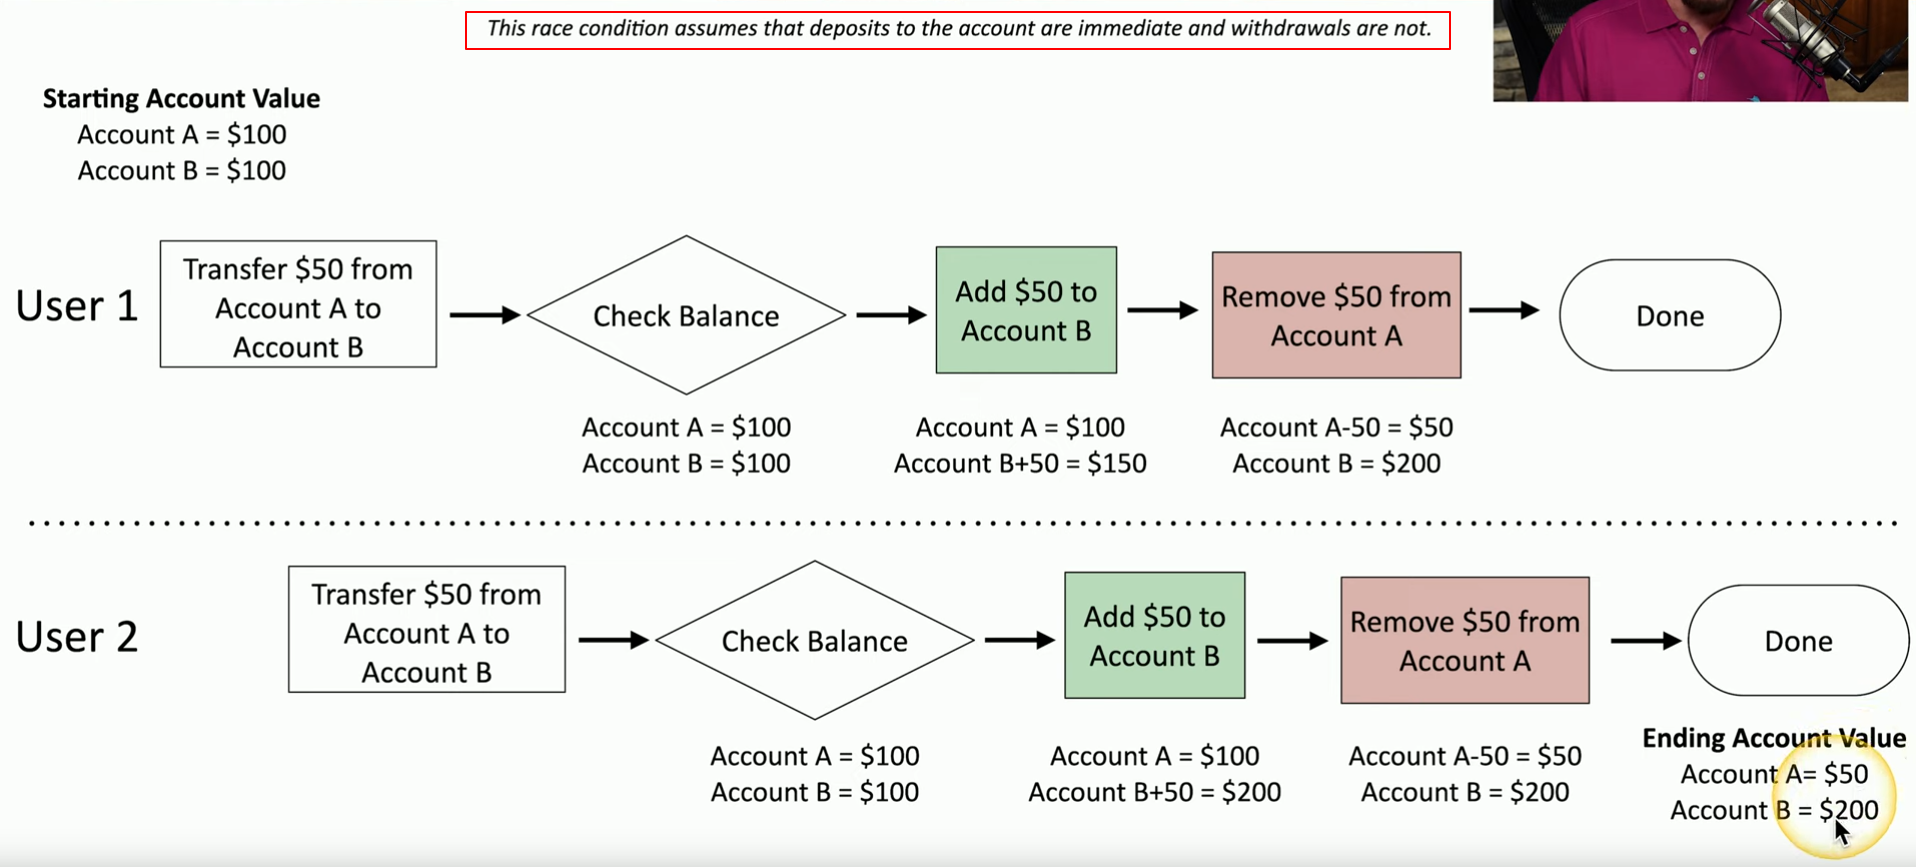 This race condition assumes that deposits to the account are immediate and withdrawals are not.
Starting Account Value
Account A = $100
Account B = $100
User 1
Transfer $50 from
Account A to
Account B
Check Balance
Add $50 to
Account B
Remove $50 from
Account A
Done
Account A = $100
Account B = $100
Account A = $100
Account B+50 = $150
Account A-50 = $50
Account B = $200
User 2
Transfer $50 from
Account A to
Account B
Check Balance
Add $50 to
Account B
Remove $50 from
Account A
Done
Account A = $100
Account B = $100
Account A = $100
Account B+50 = $200
Account A-50 = $50
Account B = $200
Ending Account Value
Account A= $50
Account B = $200